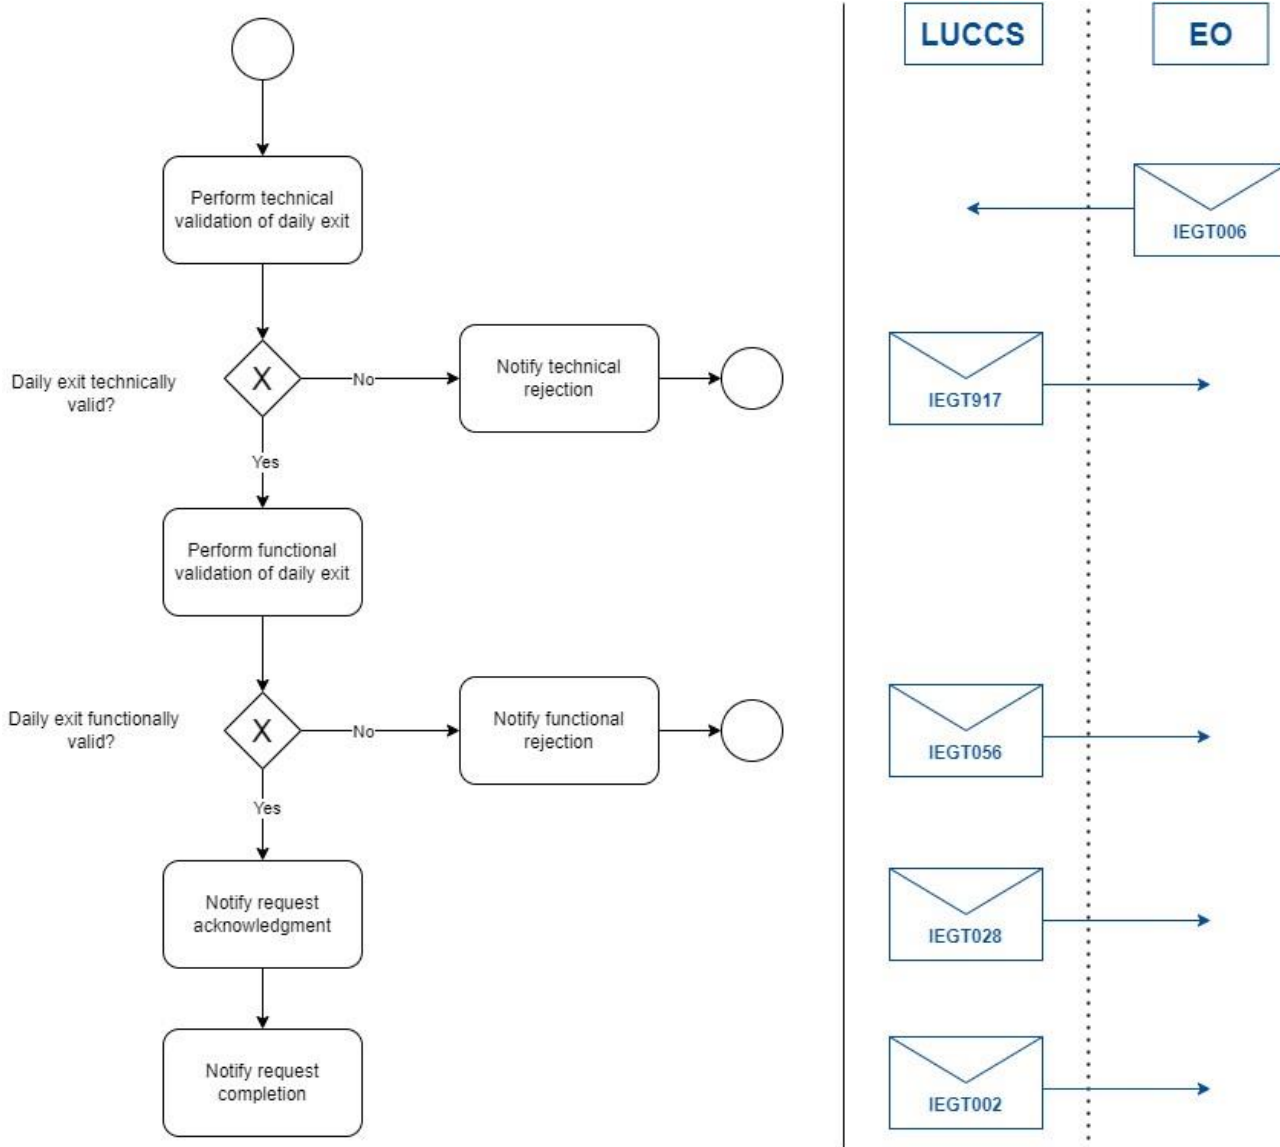 LUCCS
EO
Perform technical
validation of daily exit
IEGT006
Daily exit technically
valid?
X
No
Notify technical
rejection
IEGT917
Yes
Perform functional
validation of daily exit
Daily exit functionally
valid?
X
No
Notify functional
rejection
IEGT056
Yes
Notify request
acknowledgment
IEGT028
Notify request
completion
IEGT002